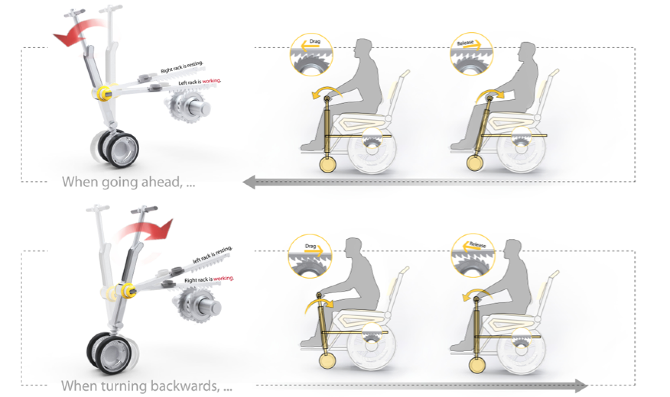 Right rack is resting.
Left rack is working.
Drag
Release
When going ahead, ...
left rack is resting.
Right rack is working.
Drag
Release
When turning backwards, ...